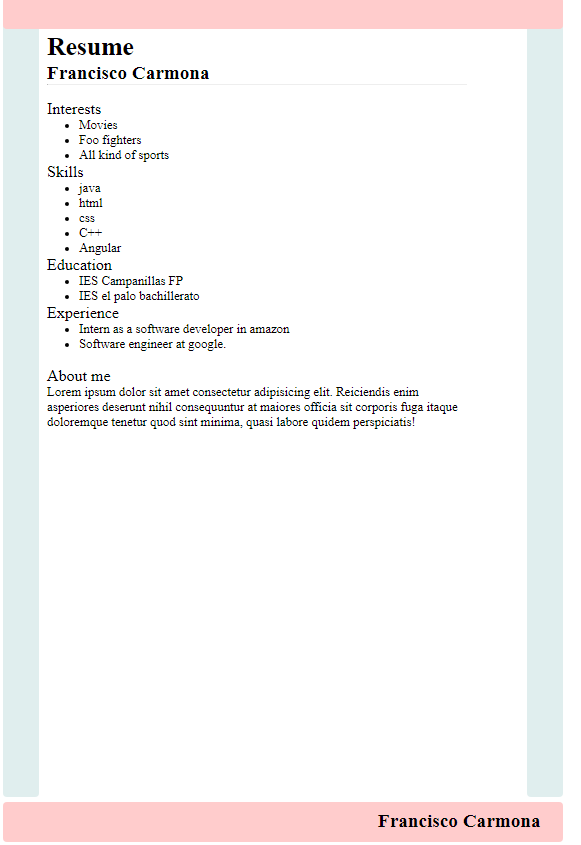 Resume
Francisco Carmona
Interests
• Movies
• Foo fighters
• All kind of sports
Skills
• java
• html
• css
• C++
• Angular
Education
• IES Campanillas FP
• IES el palo bachillerato
Experience
• Intern as a software developer in amazon
• Software engineer at google.
About me
Lorem ipsum dolor sit amet consectetur adipisicing elit. Reiciendis enim
asperiores deserunt nihil consequuntur at maiores officia sit corporis fuga itaque
doloremque tenetur quod sint minima, quasi labore quidem perspiciatis!
Francisco Carmona